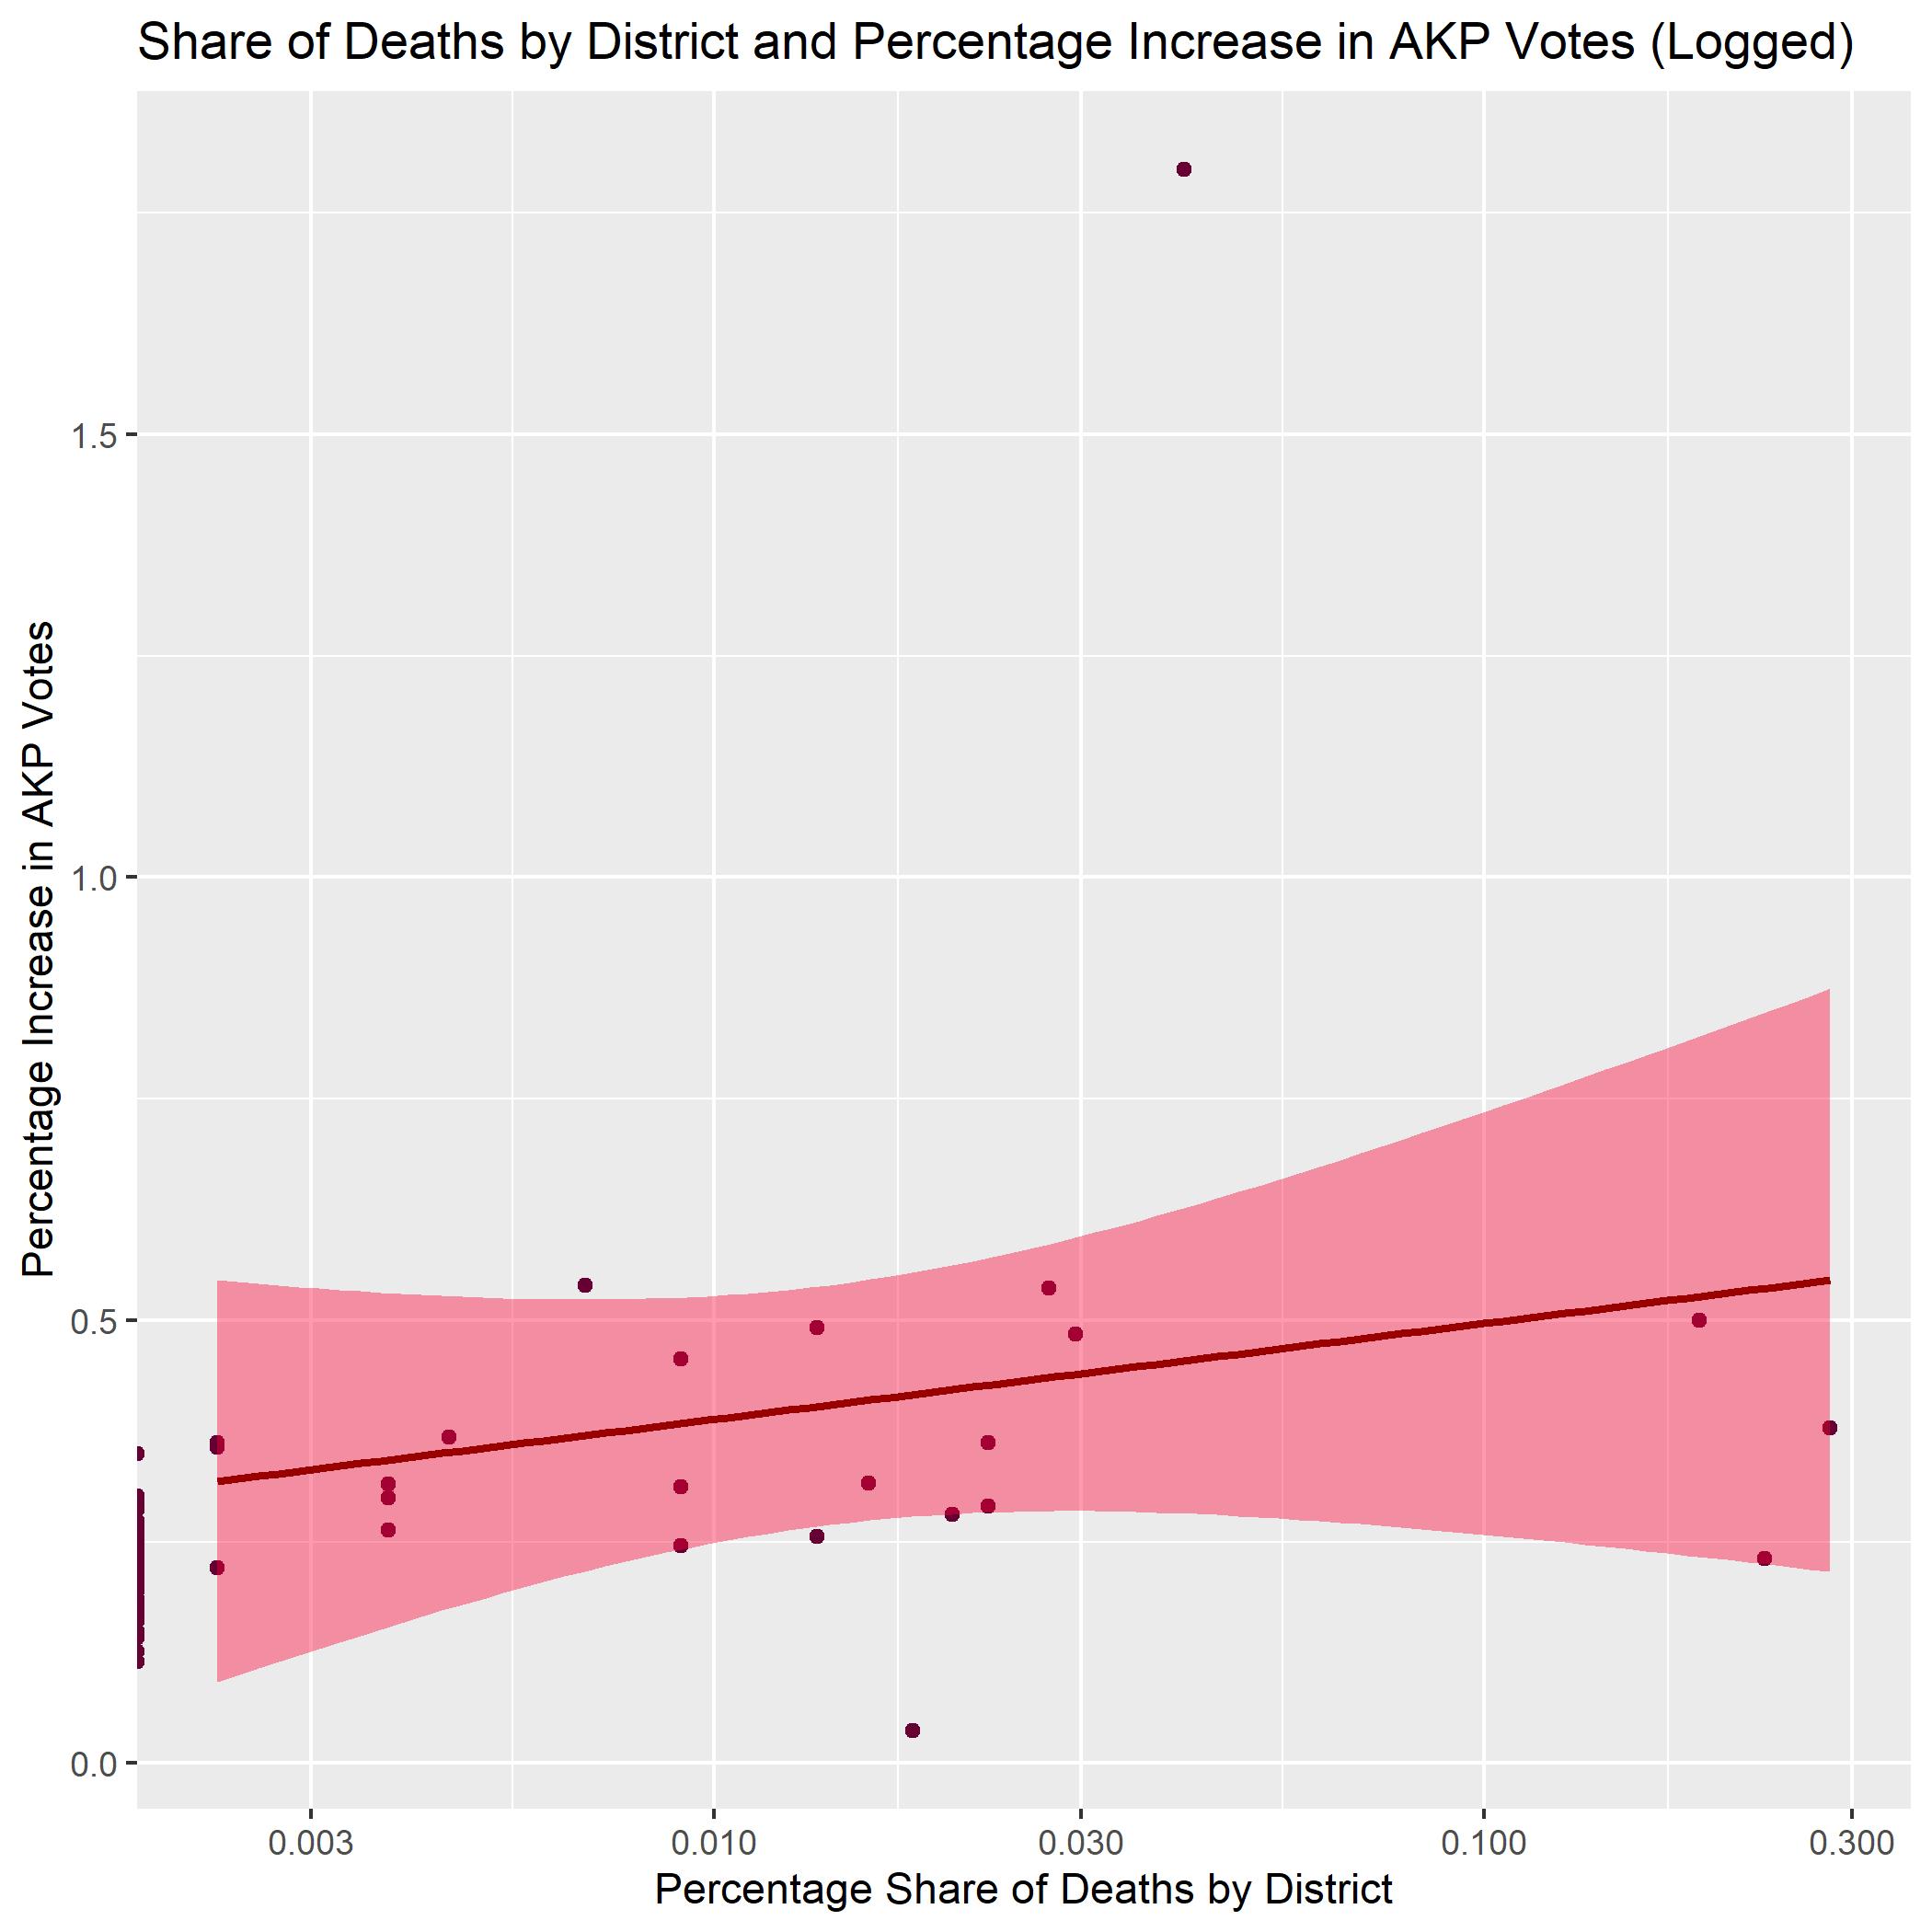 Share of Deaths by District and Percentage Increase in AKP Votes (Logged)
Percentage Increase in AKP Votes
1.5
1.0
0.5
0.0
0.003 0.010 0.030 0.100 0.300
Percentage Share of Deaths by District